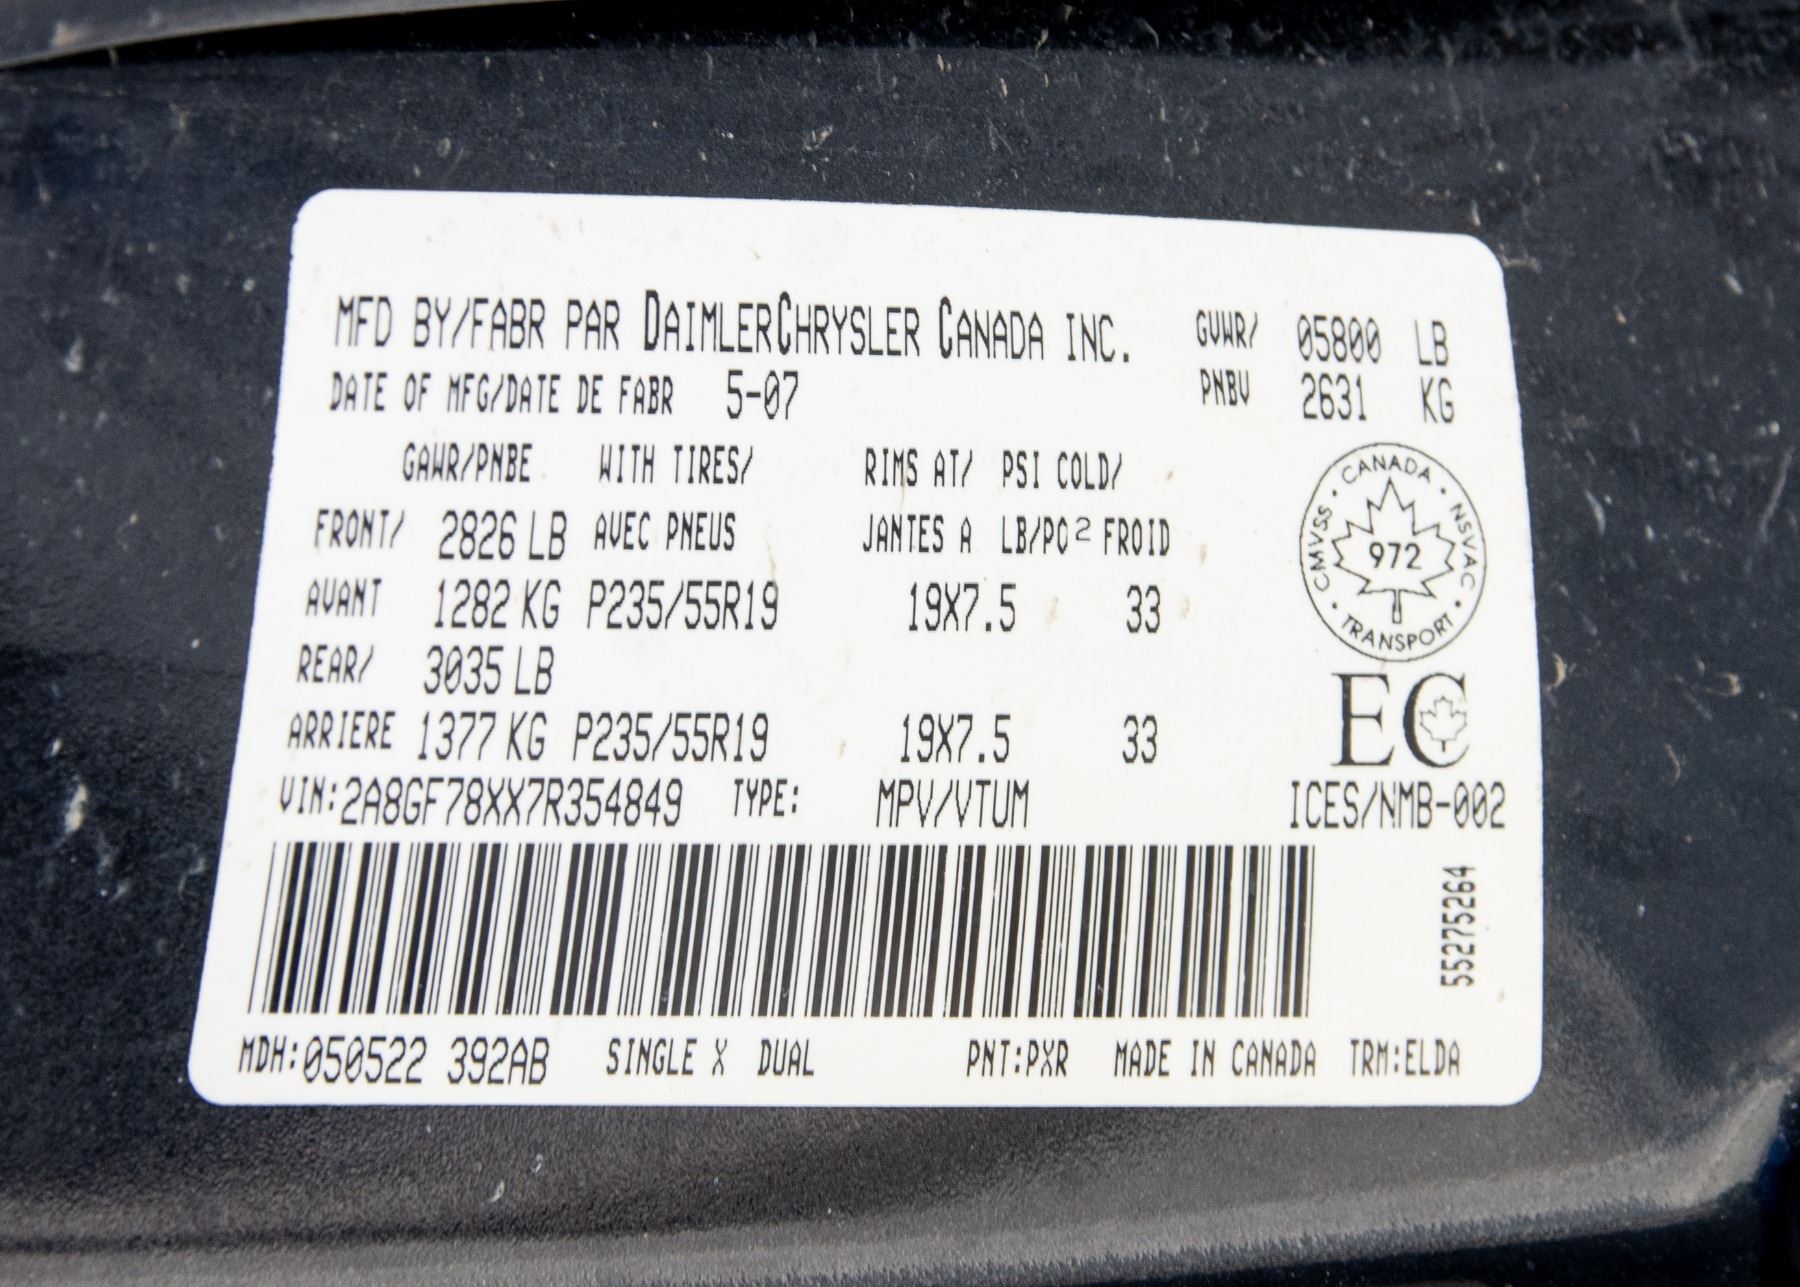 MFD BY/FABR PAR DAIMLERCHRYSLER CANADA INC. GVWR/ 05800 LB
DATE OF MFG/DATE DE FABR 5-07 PNBV 2631 KG
GAWR/PNBE WITH TIRES/ RIMS AT/ PSI COLD/
FRONT/ 2826 LB AVEC PNEUS JANTES A LB/PO² FROID
AVANT 1282 KG P235/55R19 19X7.5 33
REAR/ 3035 LB
ARRIERE 1377 KG P235/55R19 19X7.5 33
CANADA · NSVAC · TRANSPORT · CMVSS ·
972
EC
VIN:2A8GF78XX7R354849 TYPE: MPV/VTUM ICES/NMB-002
55275264
MDH:050522 392AB SINGLE X DUAL PNT:PXR MADE IN CANADA TRM:ELDA